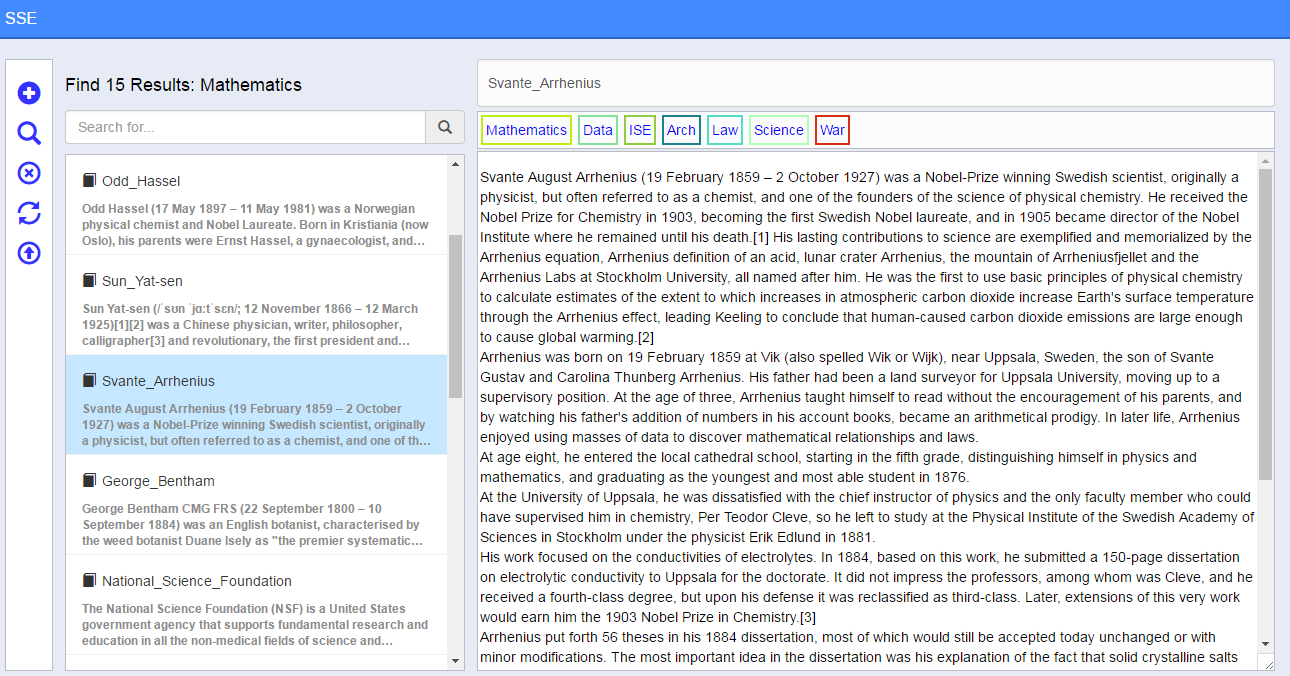 SSE
Find 15 Results: Mathematics
Search for...
Odd_Hassel
Odd Hassel (17 May 1897 – 11 May 1981) was a Norwegian
physical chemist and Nobel Laureate. Born in Kristiania (now
Oslo), his parents were Ernst Hassel, a gynaecologist, and…
Sun_Yat-sen
Sun Yat-sen (/ˈsʊn ˈjɑːtˈsɛn/; 12 November 1866 – 12 March
1925)[1][2] was a Chinese physician, writer, philosopher,
calligrapher[3] and revolutionary, the first president and…
Svante_Arrhenius
Svante August Arrhenius (19 February 1859 – 2 October
1927) was a Nobel-Prize winning Swedish scientist, originally
a physicist, but often referred to as a chemist, and one of th…
George_Bentham
George Bentham CMG FRS (22 September 1800 – 10
September 1884) was an English botanist, characterised by
the weed botanist Duane Isely as "the premier systematic…
National_Science_Foundation
The National Science Foundation (NSF) is a United States
government agency that supports fundamental research and
education in all the non-medical fields of science and…
Svante_Arrhenius
Mathematics Data ISE Arch Law Science War
Svante August Arrhenius (19 February 1859 – 2 October 1927) was a Nobel-Prize winning Swedish scientist, originally a
physicist, but often referred to as a chemist, and one of the founders of the science of physical chemistry. He received the
Nobel Prize for Chemistry in 1903, becoming the first Swedish Nobel laureate, and in 1905 became director of the Nobel
Institute where he remained until his death.[1] His lasting contributions to science are exemplified and memorialized by the
Arrhenius equation, Arrhenius definition of an acid, lunar crater Arrhenius, the mountain of Arrheniusfjellet and the
Arrhenius Labs at Stockholm University, all named after him. He was the first to use basic principles of physical chemistry
to calculate estimates of the extent to which increases in atmospheric carbon dioxide increase Earth's surface temperature
through the Arrhenius effect, leading Keeling to conclude that human-caused carbon dioxide emissions are large enough
to cause global warming.[2]
Arrhenius was born on 19 February 1859 at Vik (also spelled Wik or Wijk), near Uppsala, Sweden, the son of Svante
Gustav and Carolina Thunberg Arrhenius. His father had been a land surveyor for Uppsala University, moving up to a
supervisory position. At the age of three, Arrhenius taught himself to read without the encouragement of his parents, and
by watching his father's addition of numbers in his account books, became an arithmetical prodigy. In later life, Arrhenius
enjoyed using masses of data to discover mathematical relationships and laws.
At age eight, he entered the local cathedral school, starting in the fifth grade, distinguishing himself in physics and
mathematics, and graduating as the youngest and most able student in 1876.
At the University of Uppsala, he was dissatisfied with the chief instructor of physics and the only faculty member who could
have supervised him in chemistry, Per Teodor Cleve, so he left to study at the Physical Institute of the Swedish Academy of
Sciences in Stockholm under the physicist Erik Edlund in 1881.
His work focused on the conductivities of electrolytes. In 1884, based on this work, he submitted a 150-page dissertation
on electrolytic conductivity to Uppsala for the doctorate. It did not impress the professors, among whom was Cleve, and he
received a fourth-class degree, but upon his defense it was reclassified as third-class. Later, extensions of this very work
would earn him the 1903 Nobel Prize in Chemistry.[3]
Arrhenius put forth 56 theses in his 1884 dissertation, most of which would still be accepted today unchanged or with
minor modifications. The most important idea in the dissertation was his explanation of the fact that solid crystalline salts